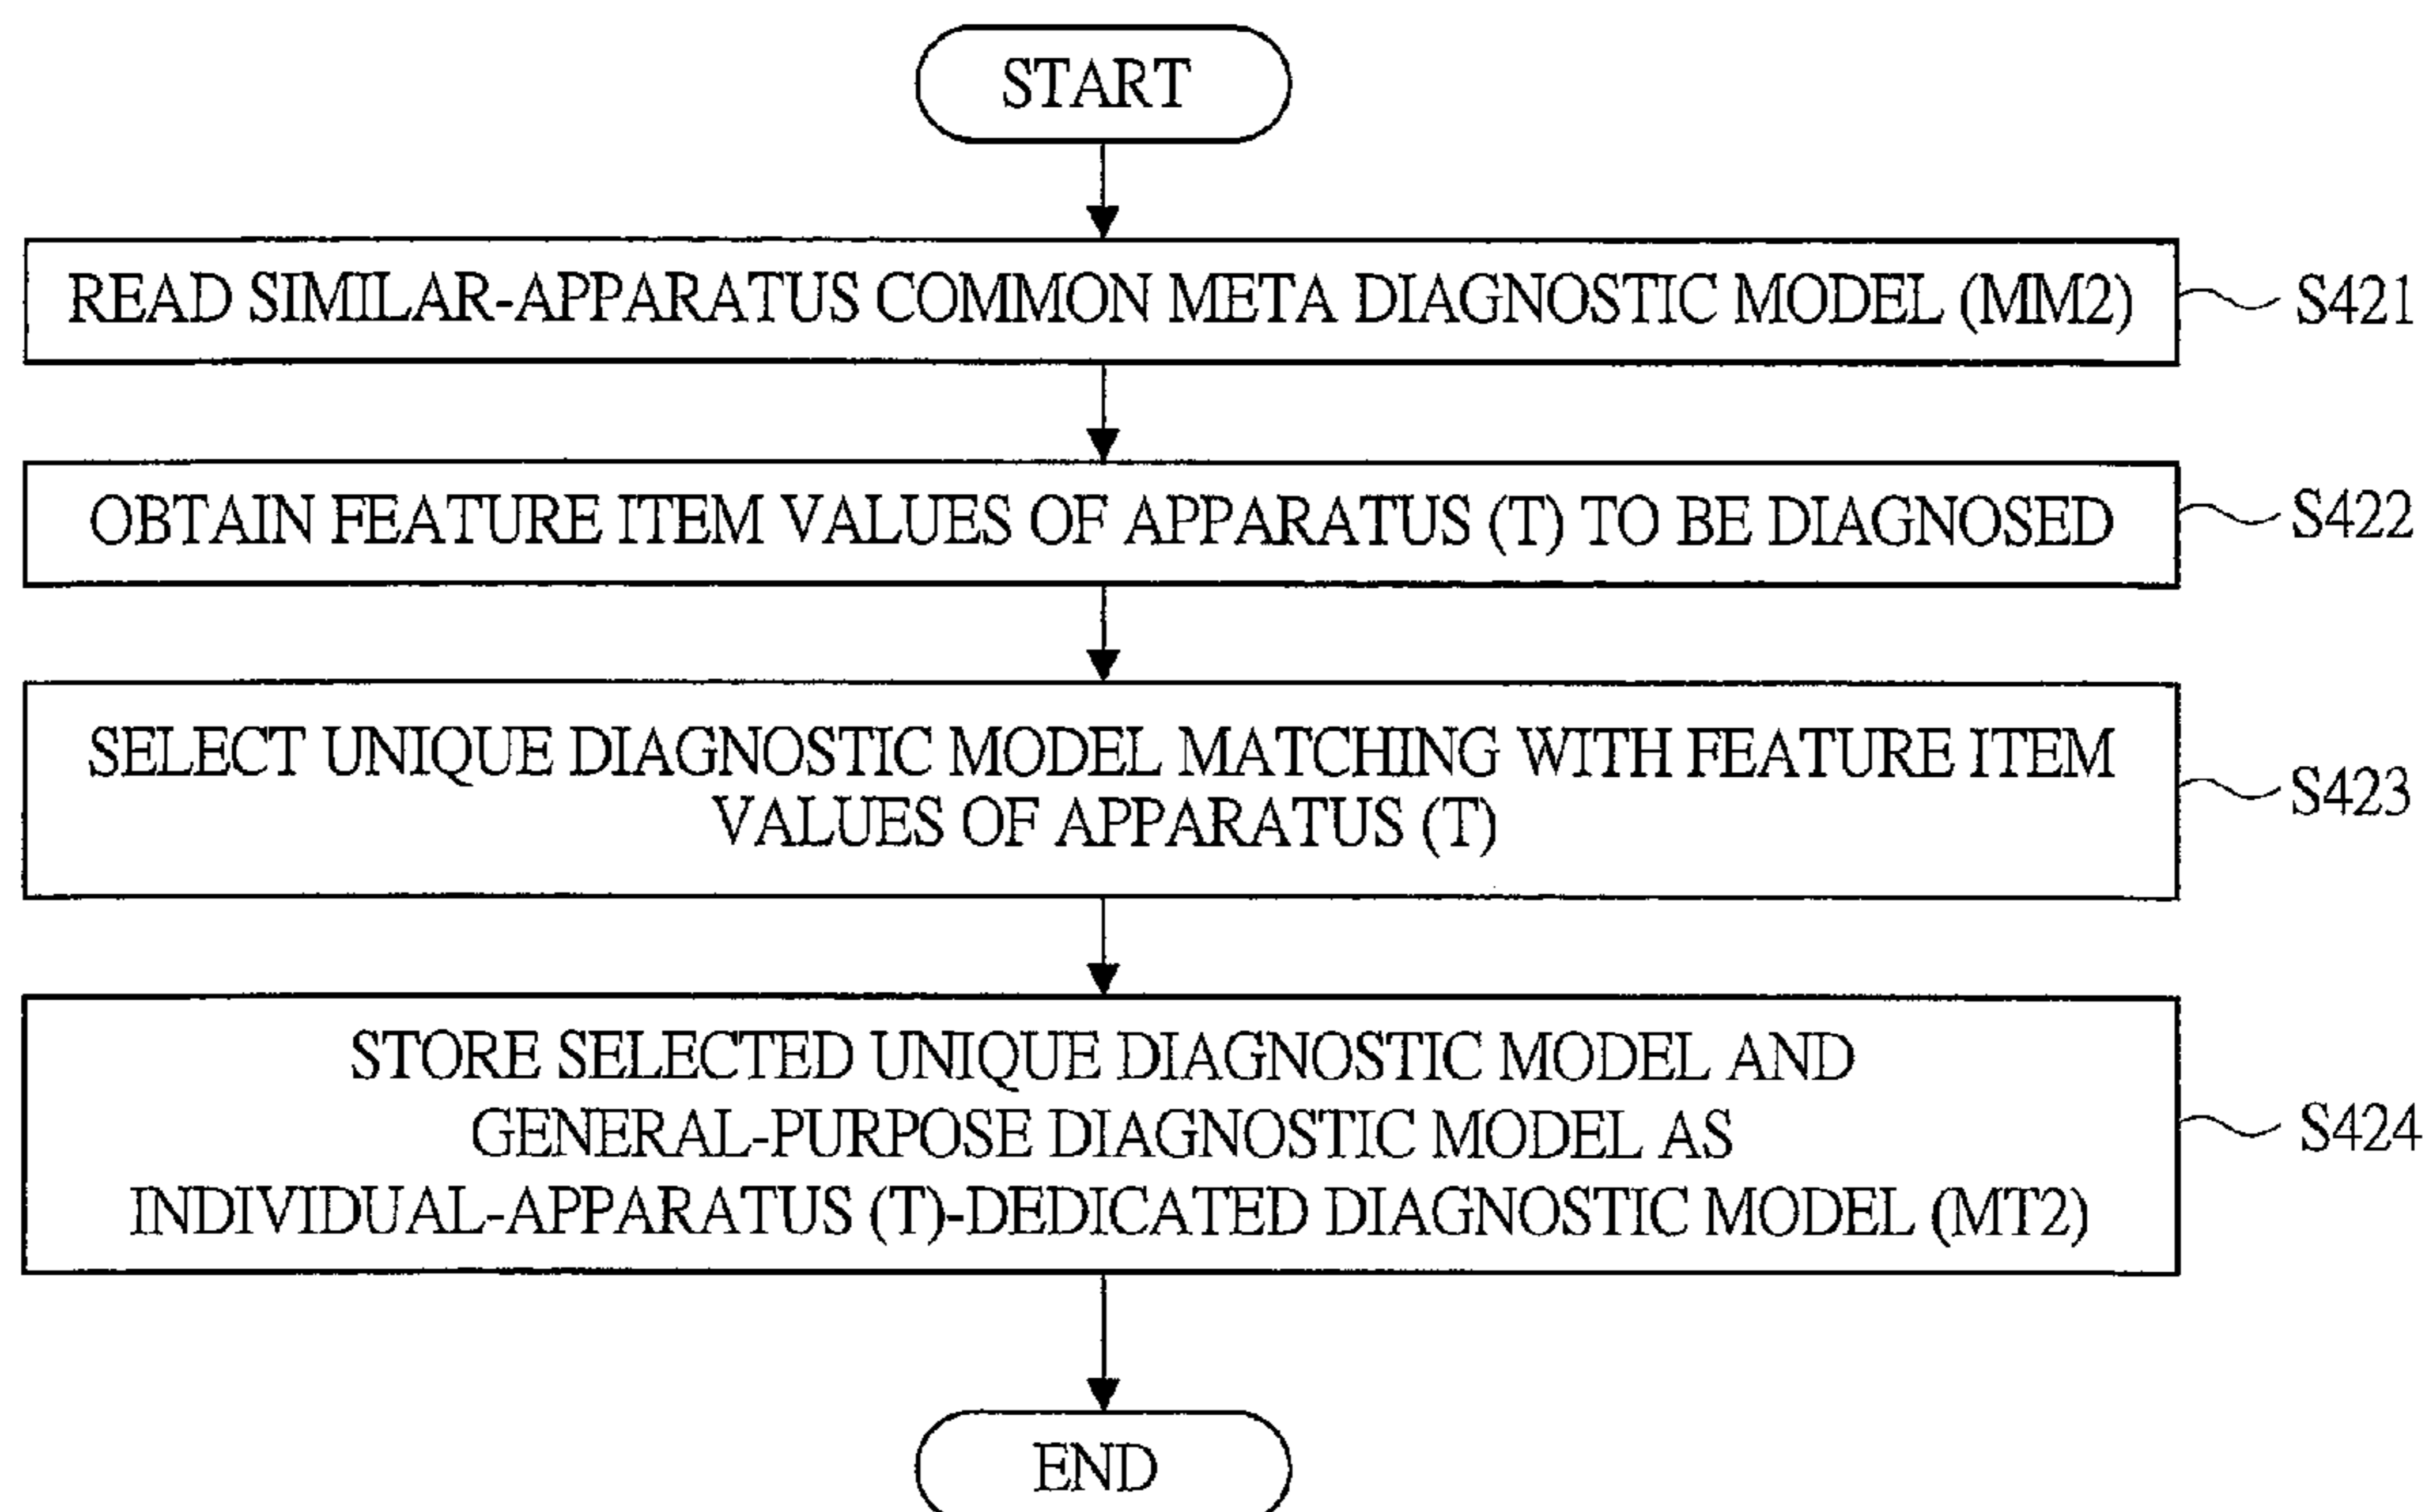 START
READ SIMILAR-APPARATUS COMMON META DIAGNOSTIC MODEL (MM2)
S421
OBTAIN FEATURE ITEM VALUES OF APPARATUS (T) TO BE DIAGNOSED
S422
SELECT UNIQUE DIAGNOSTIC MODEL MATCHING WITH FEATURE ITEM
VALUES OF APPARATUS (T)
S423
STORE SELECTED UNIQUE DIAGNOSTIC MODEL AND
GENERAL-PURPOSE DIAGNOSTIC MODEL AS
INDIVIDUAL-APPARATUS (T)-DEDICATED DIAGNOSTIC MODEL (MT2)
S424
END